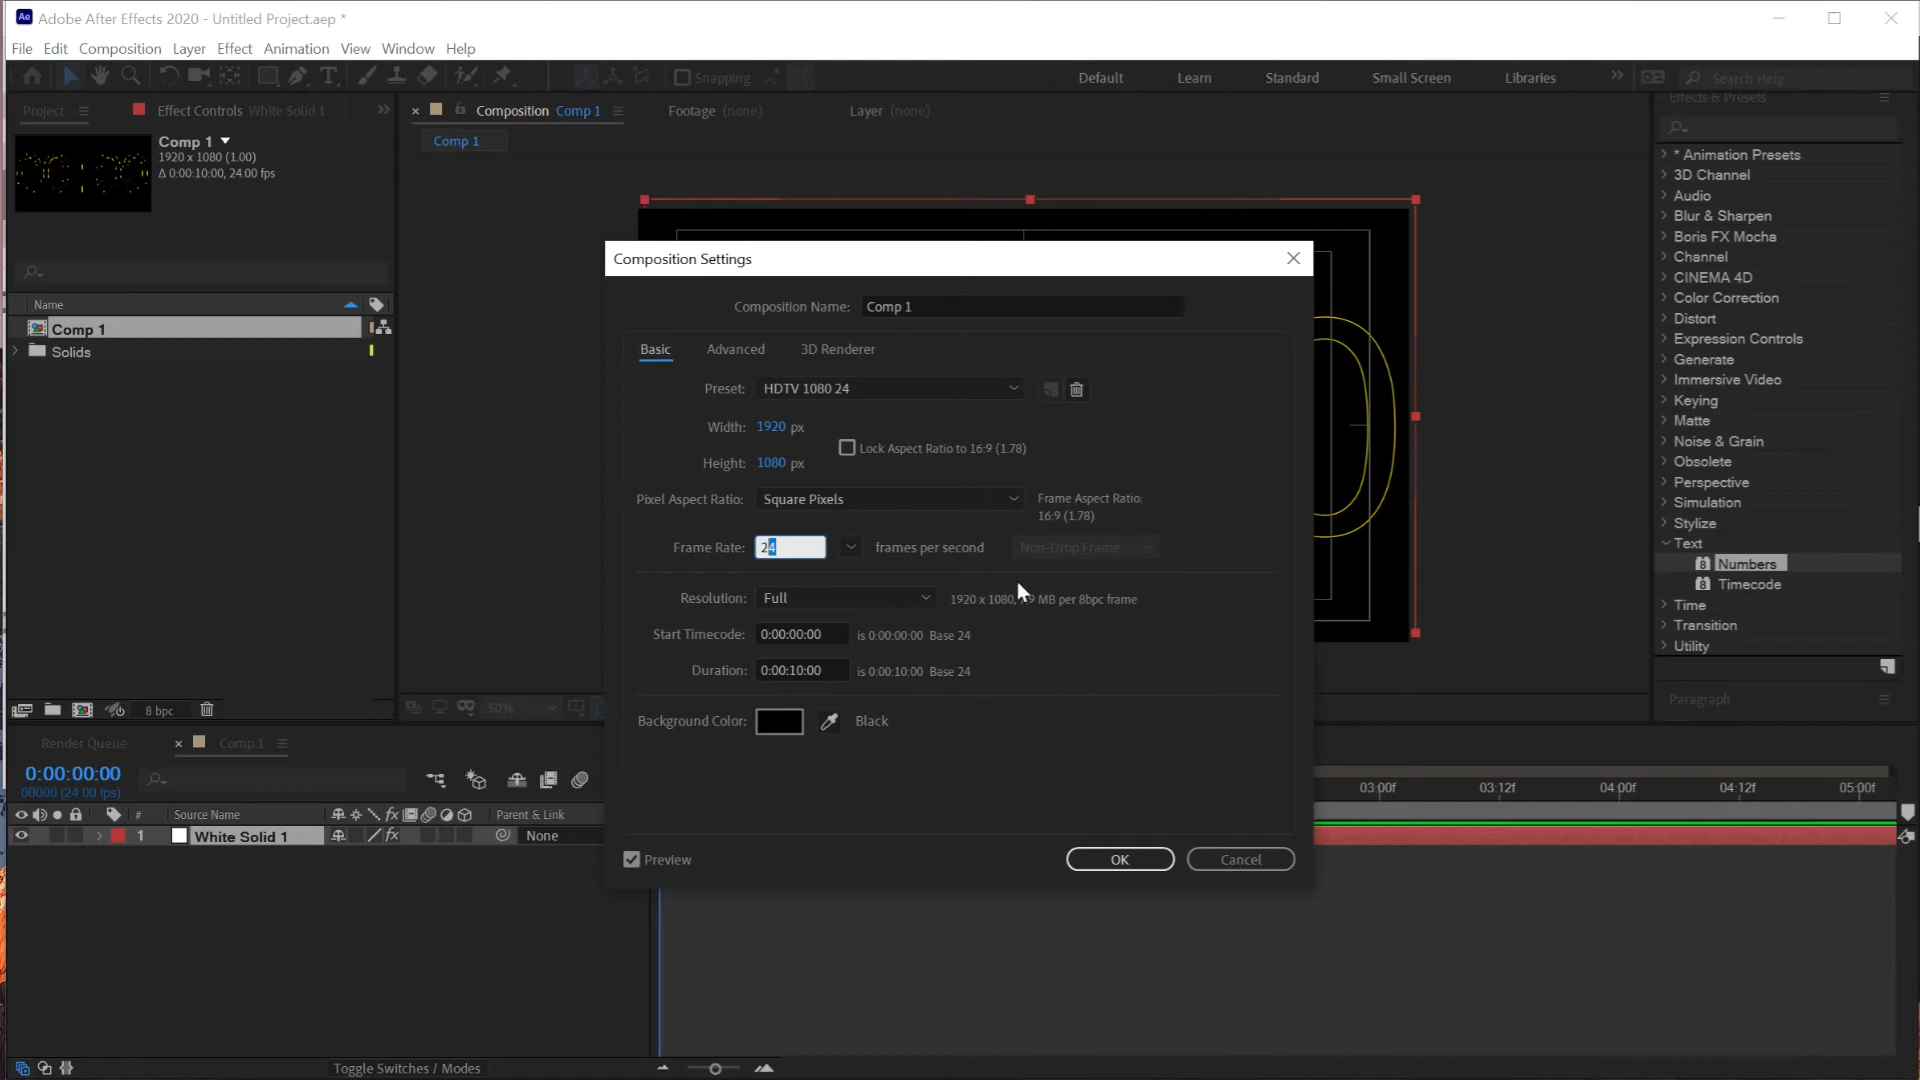 Adobe After Effects 2020 - Untitled Project.aep *
File Edit Composition Layer Effect Animation View Window Help
Snapping
Default Learn Standard Small Screen Libraries
Search Help
Project
Effect Controls White Solid 1
Composition Comp 1
Footage (none)
Layer (none)
Effects & Presets
Comp 1
1920 x 1080 (1.00)
Δ 0:00:10:00, 24.00 fps
Comp 1
* Animation Presets
3D Channel
Audio
Blur & Sharpen
Boris FX Mocha
Channel
CINEMA 4D
Color Correction
Distort
Expression Controls
Generate
Immersive Video
Keying
Matte
Noise & Grain
Obsolete
Perspective
Simulation
Stylize
Text
Numbers
Timecode
Time
Transition
Utility
Paragraph
Name
Comp 1
Solids
8 bpc
50%
Composition Settings
Composition Name: Comp 1
Basic Advanced 3D Renderer
Preset: HDTV 1080 24
Width: 1920 px
Lock Aspect Ratio to 16:9 (1.78)
Height: 1080 px
Pixel Aspect Ratio: Square Pixels
Frame Aspect Ratio:
16:9 (1.78)
Frame Rate: 24 frames per second Non-Drop Frame
Resolution: Full 1920 x 1080, MB per 8bpc frame
Start Timecode: 0:00:00:00 is 0:00:00:00 Base 24
Duration: 0:00:10:00 is 0:00:10:00 Base 24
Background Color: Black
Preview
OK
Cancel
Render Queue
Comp 1
0:00:00:00
00000 (24.00 fps)
# Source Name Parent & Link
1 White Solid 1 None
03:00f 03:12f 04:00f 04:12f 05:00f
Toggle Switches / Modes